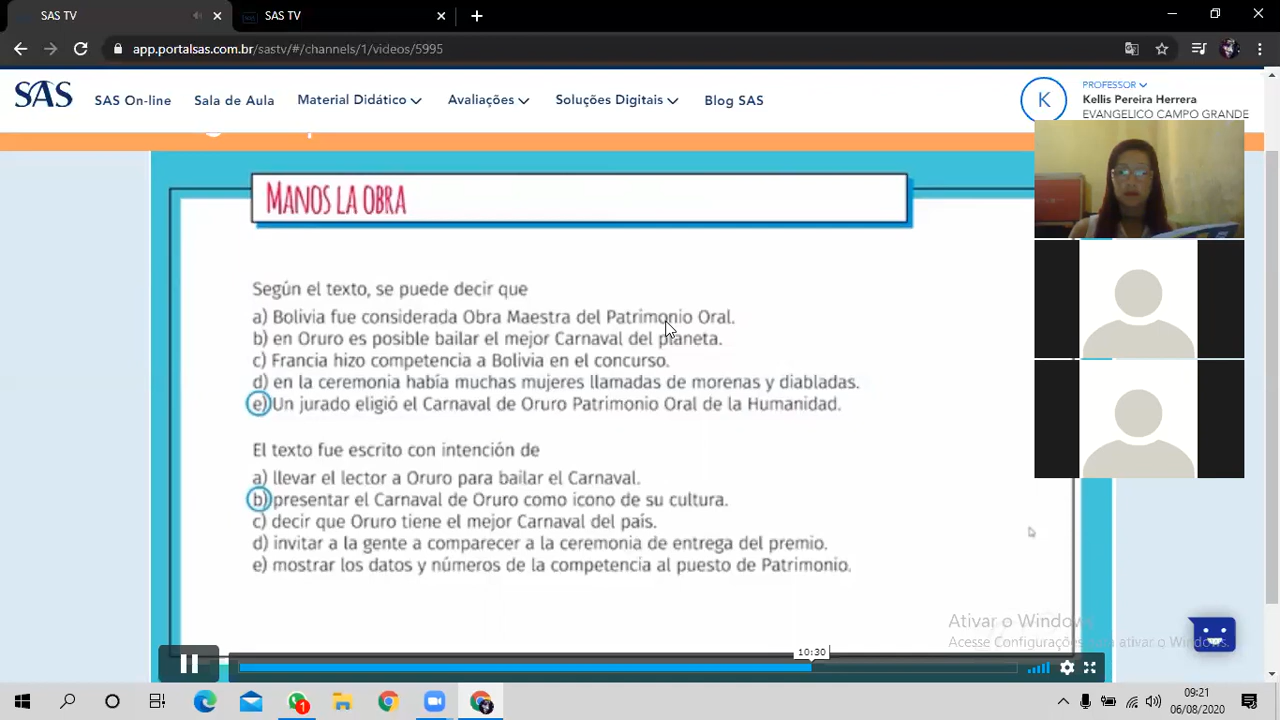 SAS TV
SAS TV
app.portalsas.com.br/sastv/#/channels/1/videos/5995
SAS
SAS On-line
Sala de Aula
Material Didático
Avaliações
Soluções Digitais
Blog SAS
K
PROFESSOR
Kellis Pereira Herrera
EVANGELICO CAMPO GRANDE
MANOS LA OBRA
Según el texto, se puede decir que
a) Bolivia fue considerada Obra Maestra del Patrimonio Oral.
b) en Oruro es posible bailar el mejor Carnaval del planeta.
c) Francia hizo competencia a Bolivia en el concurso.
d) en la ceremonia había muchas mujeres llamadas de morenas y diabladas.
e) Un jurado eligió el Carnaval de Oruro Patrimonio Oral de la Humanidad.
El texto fue escrito con intención de
a) llevar el lector a Oruro para bailar el Carnaval.
b) presentar el Carnaval de Oruro como icono de su cultura.
c) decir que Oruro tiene el mejor Carnaval del país.
d) invitar a la gente a comparecer a la ceremonia de entrega del premio.
e) mostrar los datos y números de la competencia al puesto de Patrimonio.
Ativar o Windows
Acesse Configurações para ativar o Windows.
10:30
1
09:21
06/08/2020